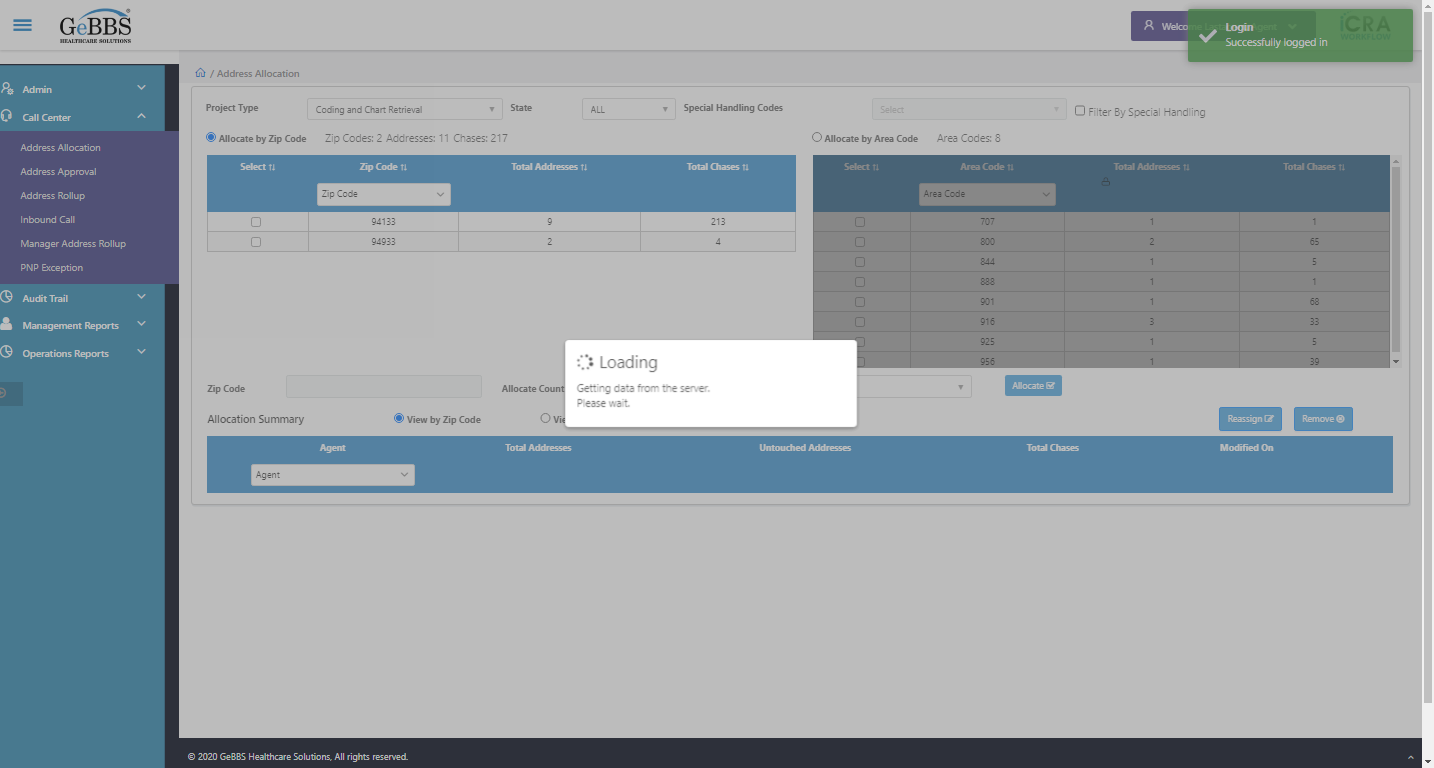 GeBBS
HEALTHCARE SOLUTIONS
Login
Successfully logged in
iCRA
WORKFLOW
Admin
Call Center
Address Allocation
Address Approval
Address Rollup
Inbound Call
Manager Address Rollup
PNP Exception
Audit Trail
Management Reports
Operations Reports
/ Address Allocation
Project Type Coding and Chart Retrieval State ALL Special Handling Codes Select Filter By Special Handling
Allocate by Zip Code Zip Codes: 2 Addresses: 11 Chases: 217 Allocate by Area Code Area Codes: 8
Select Zip Code Total Addresses Total Chases
Zip Code
94133 9 213
94933 2 4
Select Area Code Total Addresses Total Chases
Area Code
707 1 1
800 2 65
844 1 5
888 1 1
901 1 68
916 3 33
925 1 5
956 1 39
Loading
Getting data from the server.
Please wait.
Zip Code Allocate Count Allocate
Allocation Summary View by Zip Code Reassign Remove
Agent Total Addresses Untouched Addresses Total Chases Modified On
Agent
© 2020 GeBBS Healthcare Solutions, All rights reserved.